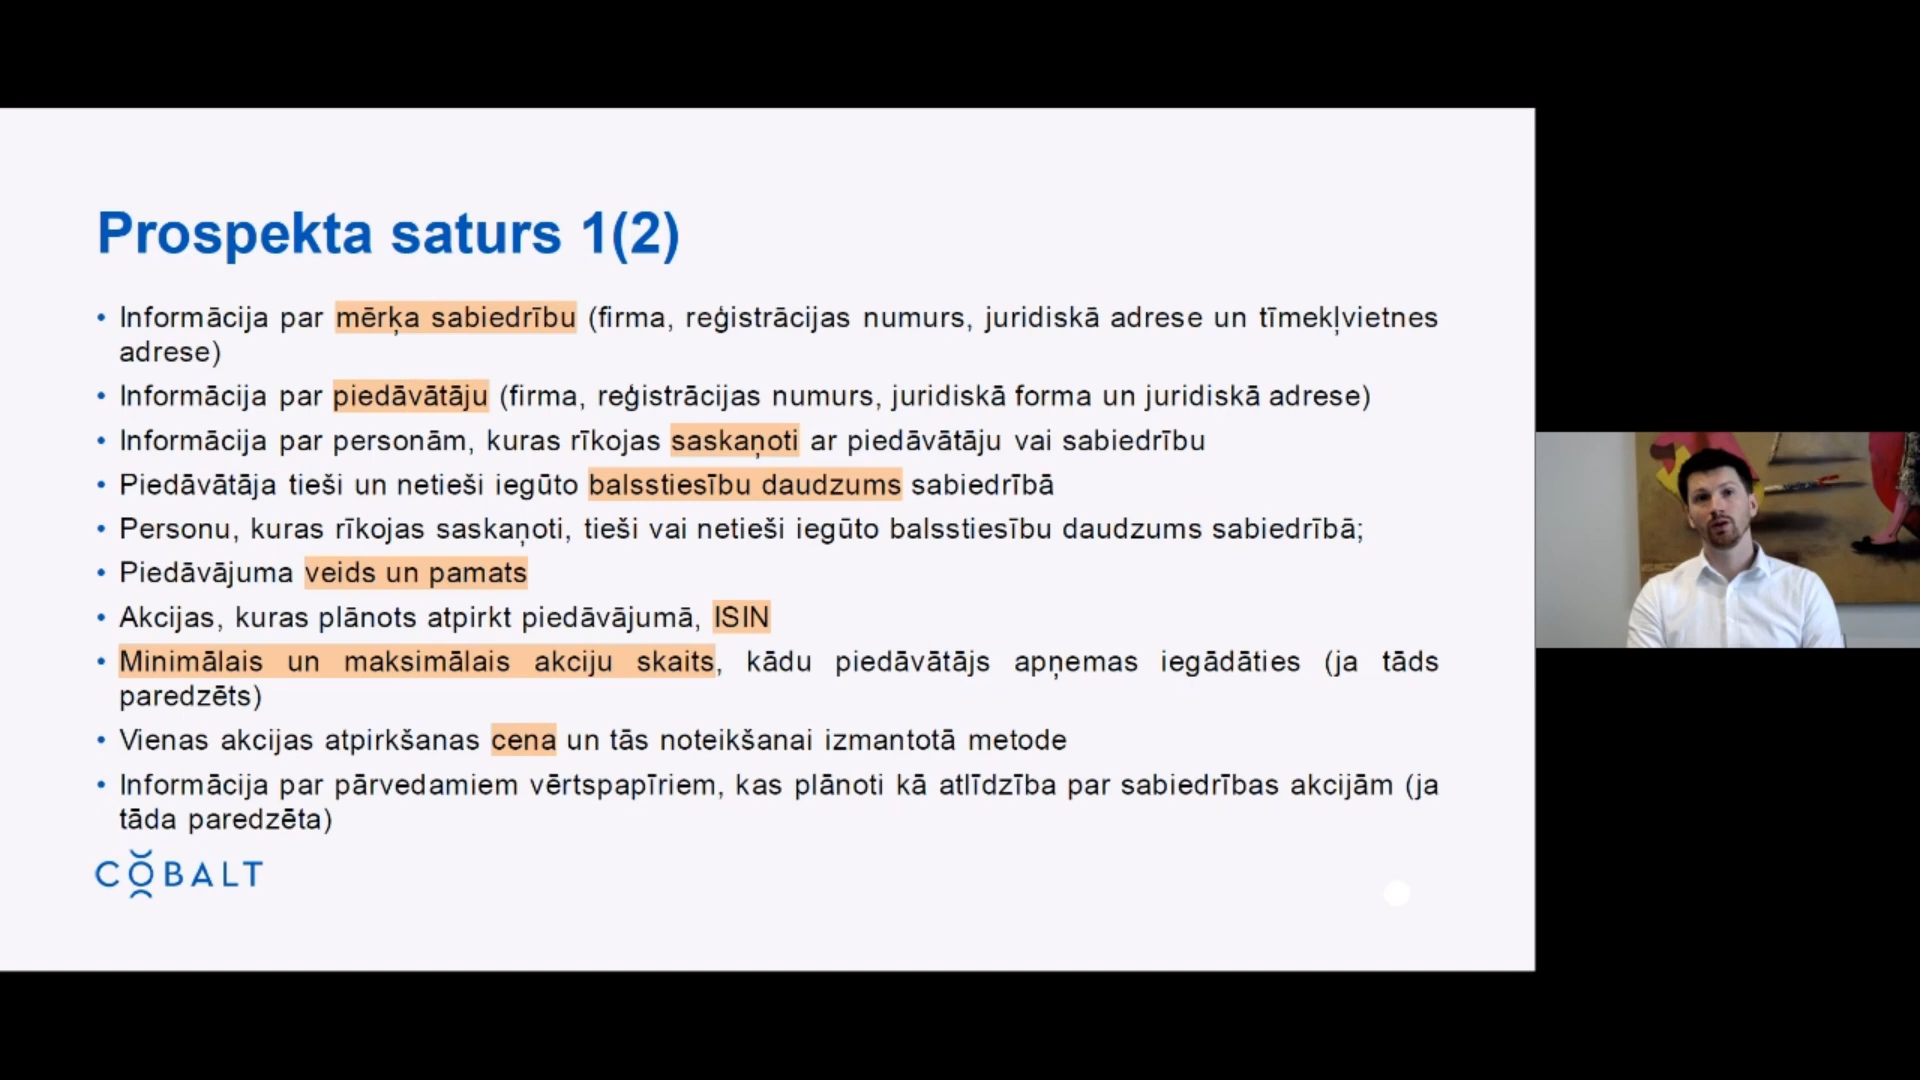 Prospekta saturs 1(2)
• Informācija par mērķa sabiedrību (firma, reģistrācijas numurs, juridiskā adrese un tīmekļvietnes
adrese)
• Informācija par piedāvātāju (firma, reģistrācijas numurs, juridiskā forma un juridiskā adrese)
• Informācija par personām, kuras rīkojas saskaņoti ar piedāvātāju vai sabiedrību
• Piedāvātāja tieši un netieši iegūto balsstiesību daudzums sabiedrībā
• Personu, kuras rīkojas saskaņoti, tieši vai netieši iegūto balsstiesību daudzums sabiedrībā;
• Piedāvājuma veids un pamats
• Akcijas, kuras plānots atpirkt piedāvājumā, ISIN
• Minimālais un maksimālais akciju skaits, kādu piedāvātājs apņemas iegādāties (ja tāds
paredzēts)
• Vienas akcijas atpirkšanas cena un tās noteikšanai izmantotā metode
• Informācija par pārvedamiem vērtspapīriem, kas plānoti kā atlīdzība par sabiedrības akcijām (ja
tāda paredzēta)
COBALT